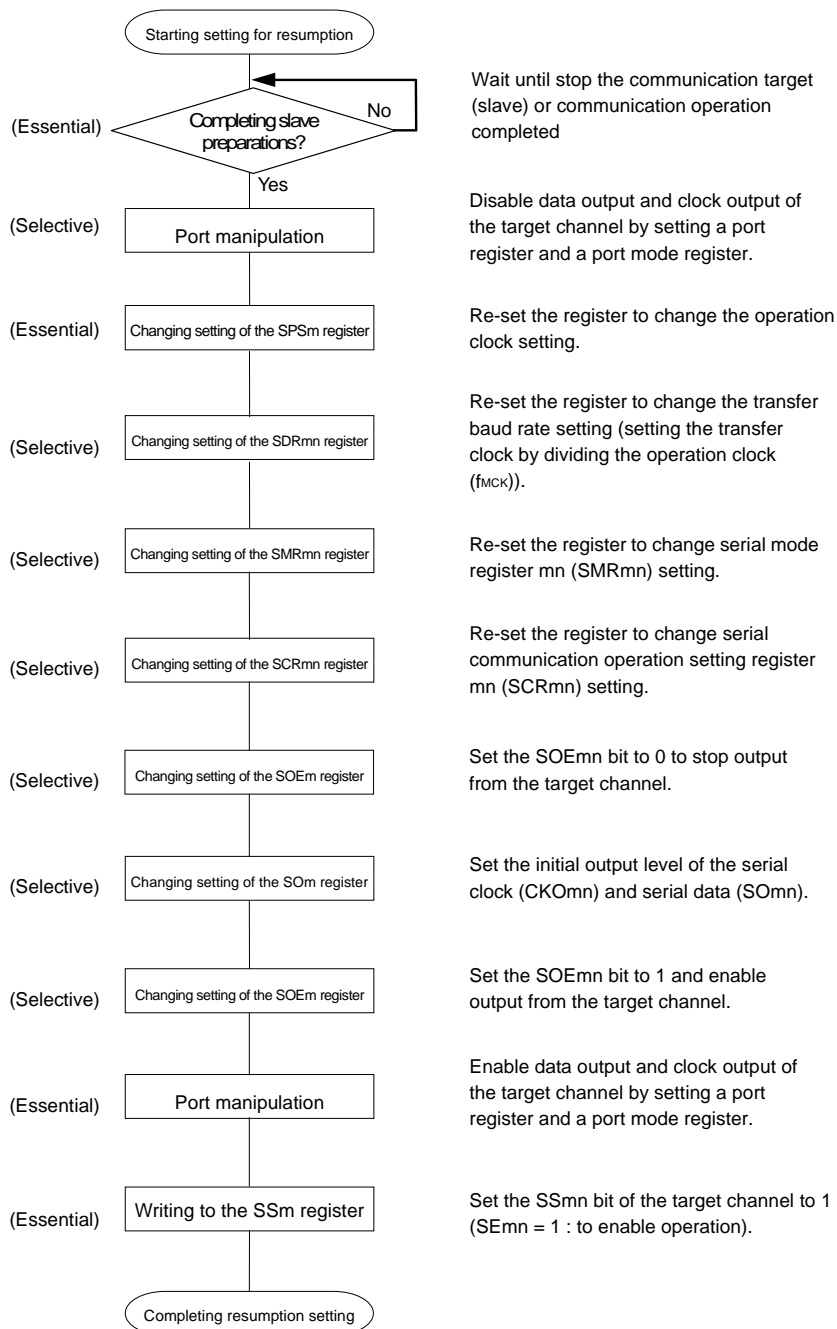 Starting setting for resumption
(Essential)
Completing slave
preparations?
No
Yes
Wait until stop the communication target
(slave) or communication operation
completed
(Selective)
Port manipulation
Disable data output and clock output of
the target channel by setting a port
register and a port mode register.
(Essential)
Changing setting of the SPSm register
Re-set the register to change the operation
clock setting.
(Selective)
Changing setting of the SDRmn register
Re-set the register to change the transfer
baud rate setting (setting the transfer
clock by dividing the operation clock
(fMCK)).
(Selective)
Changing setting of the SMRmn register
Re-set the register to change serial mode
register mn (SMRmn) setting.
(Selective)
Changing setting of the SCRmn register
Re-set the register to change serial
communication operation setting register
mn (SCRmn) setting.
(Selective)
Changing setting of the SOEm register
Set the SOEmn bit to 0 to stop output
from the target channel.
(Selective)
Changing setting of the SOm register
Set the initial output level of the serial
clock (CKOmn) and serial data (SOmn).
(Selective)
Changing setting of the SOEm register
Set the SOEmn bit to 1 and enable
output from the target channel.
(Essential)
Port manipulation
Enable data output and clock output of
the target channel by setting a port
register and a port mode register.
(Essential)
Writing to the SSm register
Set the SSmn bit of the target channel to 1
(SEmn = 1 : to enable operation).
Completing resumption setting